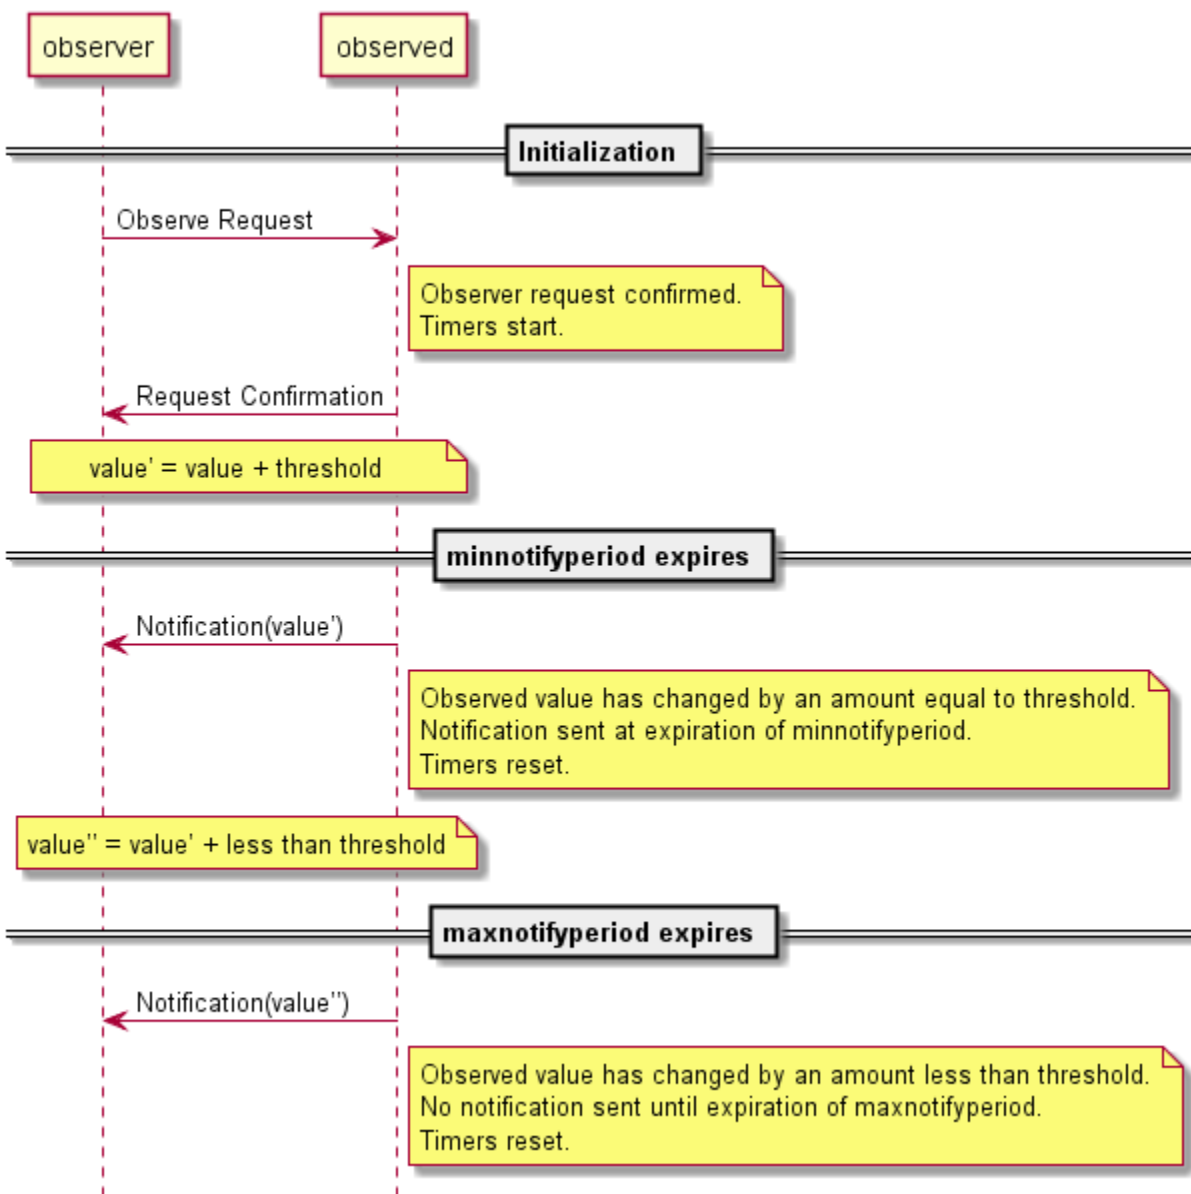 observer
observed
Initialization
Observe Request
Observer request confirmed.
Timers start.
Request Confirmation
value' = value + threshold
minnotifyperiod expires
Notification(value')
Observed value has changed by an amount equal to threshold.
Notification sent at expiration of minnotifyperiod.
Timers reset.
value'' = value' + less than threshold
maxnotifyperiod expires
Notification(value'')
Observed value has changed by an amount less than threshold.
No notification sent until expiration of maxnotifyperiod.
Timers reset.